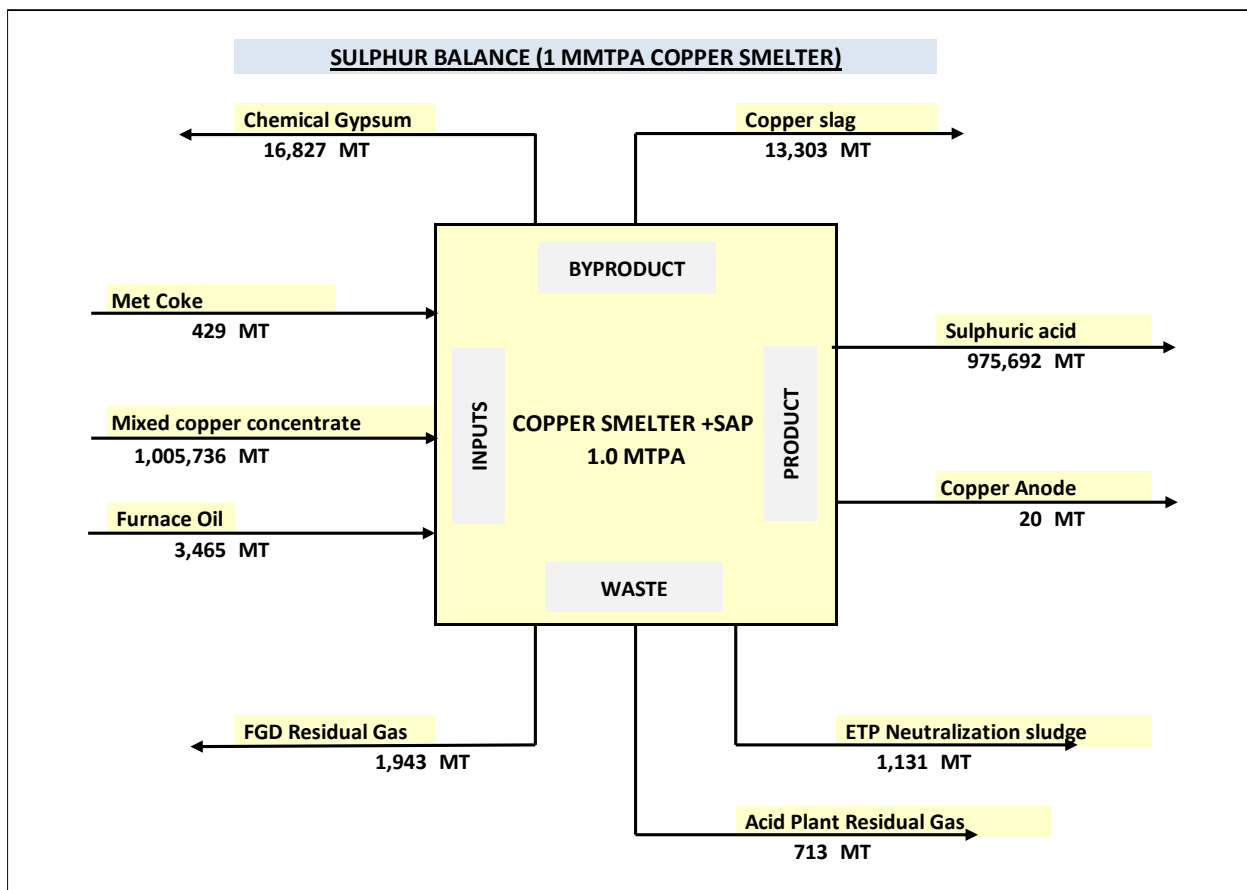 SULPHUR BALANCE (1 MMTPA COPPER SMELTER)
Chemical Gypsum
16,827 MT
Copper slag
13,303 MT
BYPRODUCT
Met Coke
429 MT
Sulphuric acid
975,692 MT
INPUTS
PRODUCT
Mixed copper concentrate
1,005,736 MT
COPPER SMELTER +SAP
1.0 MTPA
Copper Anode
20 MT
Furnace Oil
3,465 MT
WASTE
FGD Residual Gas
1,943 MT
ETP Neutralization sludge
1,131 MT
Acid Plant Residual Gas
713 MT